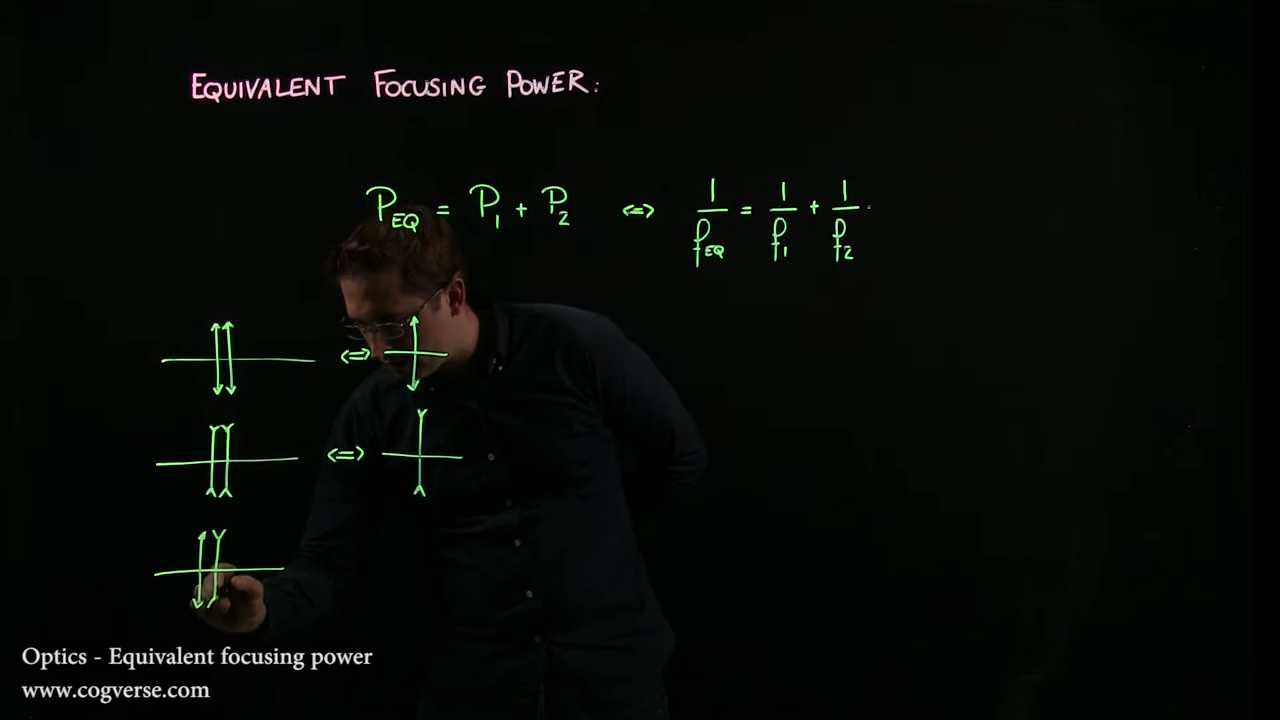 EQUIVALENT FOCUSING POWER:
P_EQ = P_1 + P_2 <=> 1/f_EQ = 1/f_1 + 1/f_2
<=>
<=>
Optics - Equivalent focusing power
www.cogverse.com